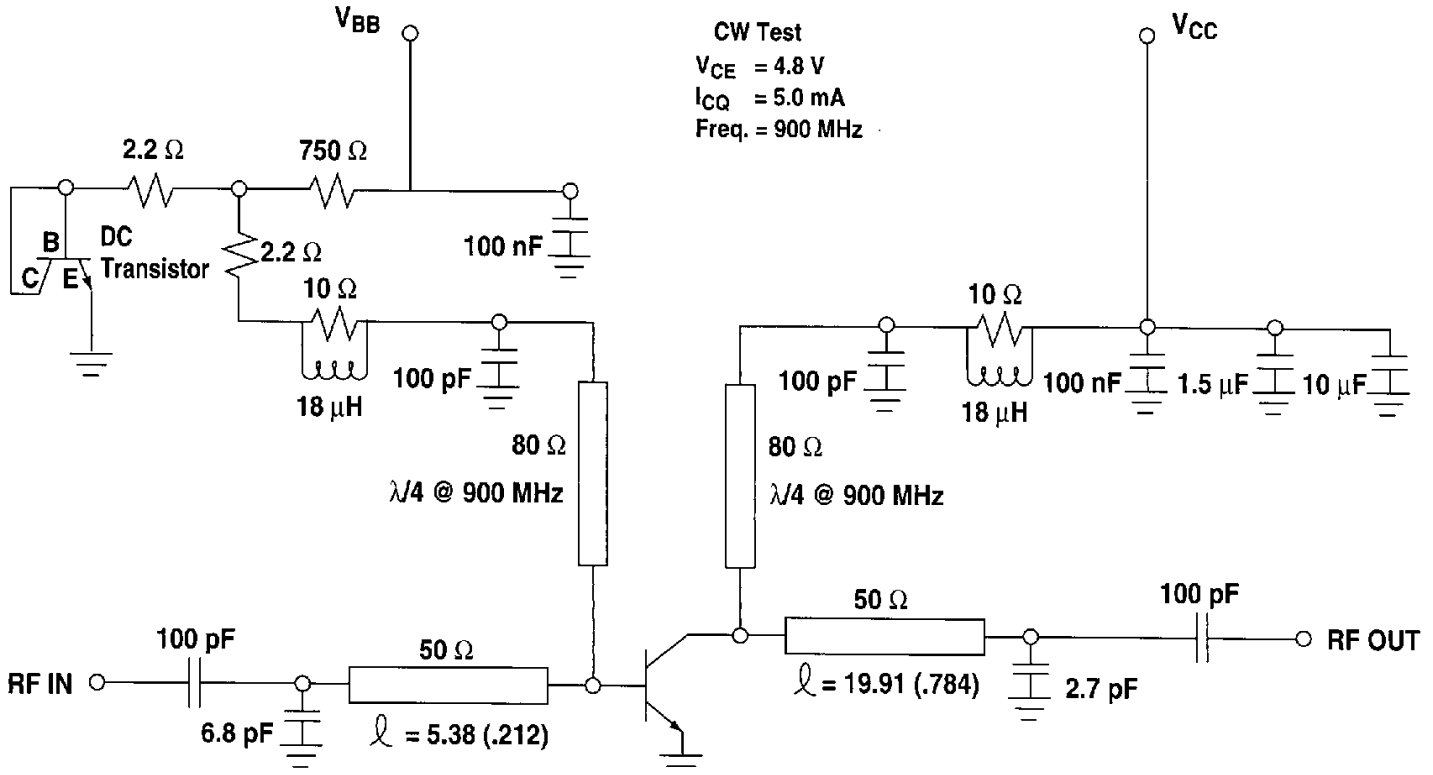 V_BB
CW Test
V_CE = 4.8 V
I_CQ = 5.0 mA
Freq. = 900 MHz
V_CC
2.2 Ω
750 Ω
B
C
E
DC
Transistor
2.2 Ω
100 nF
10 Ω
18 μH
100 pF
10 Ω
18 μH
100 pF
100 nF
1.5 μF
10 μF
80 Ω
λ/4 @ 900 MHz
80 Ω
λ/4 @ 900 MHz
RF IN
100 pF
6.8 pF
50 Ω
ℓ = 5.38 (.212)
50 Ω
ℓ = 19.91 (.784)
2.7 pF
100 pF
RF OUT